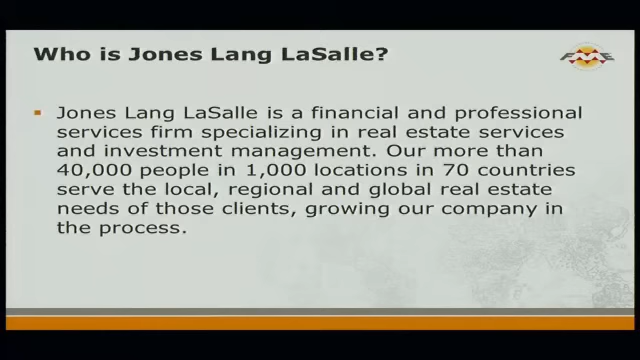 Who is Jones Lang LaSalle?
FME
Jones Lang LaSalle is a financial and professional
services firm specializing in real estate services
and investment management. Our more than
40,000 people in 1,000 locations in 70 countries
serve the local, regional and global real estate
needs of those clients, growing our company in
the process.